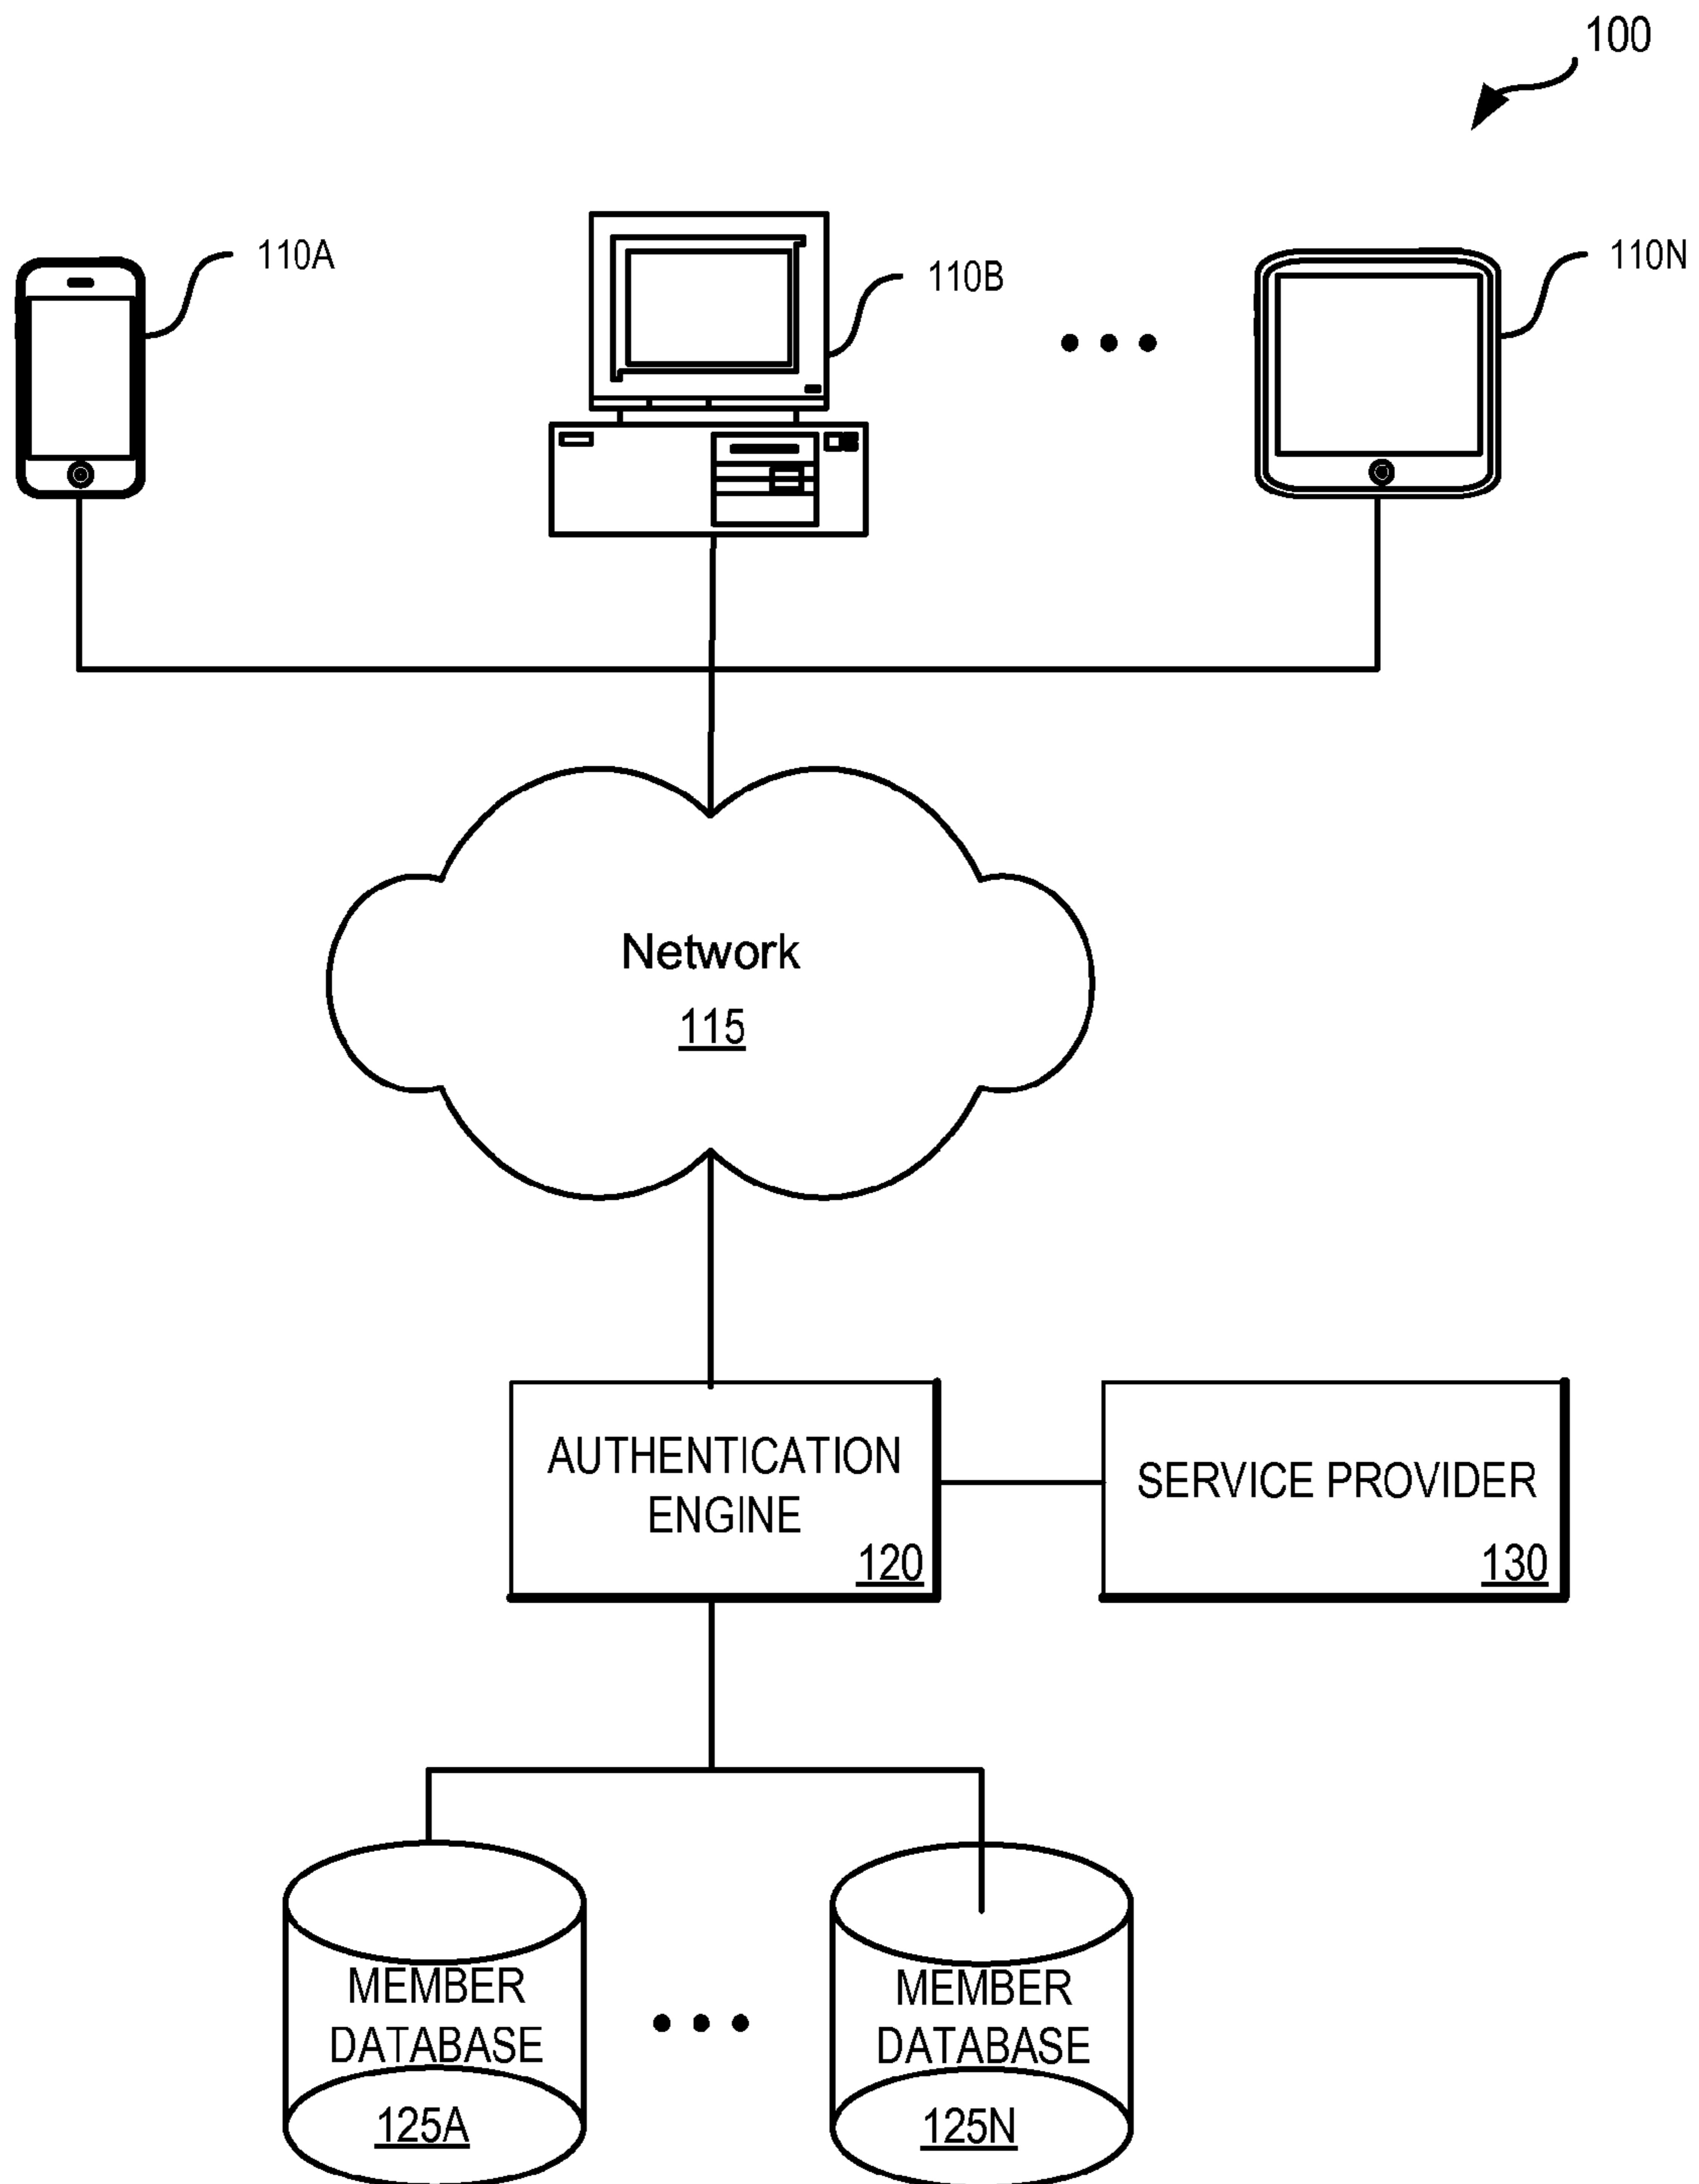 100
110A
110B
110N
Network
115
AUTHENTICATION
ENGINE
120
SERVICE PROVIDER
130
MEMBER
DATABASE
125A
MEMBER
DATABASE
125N